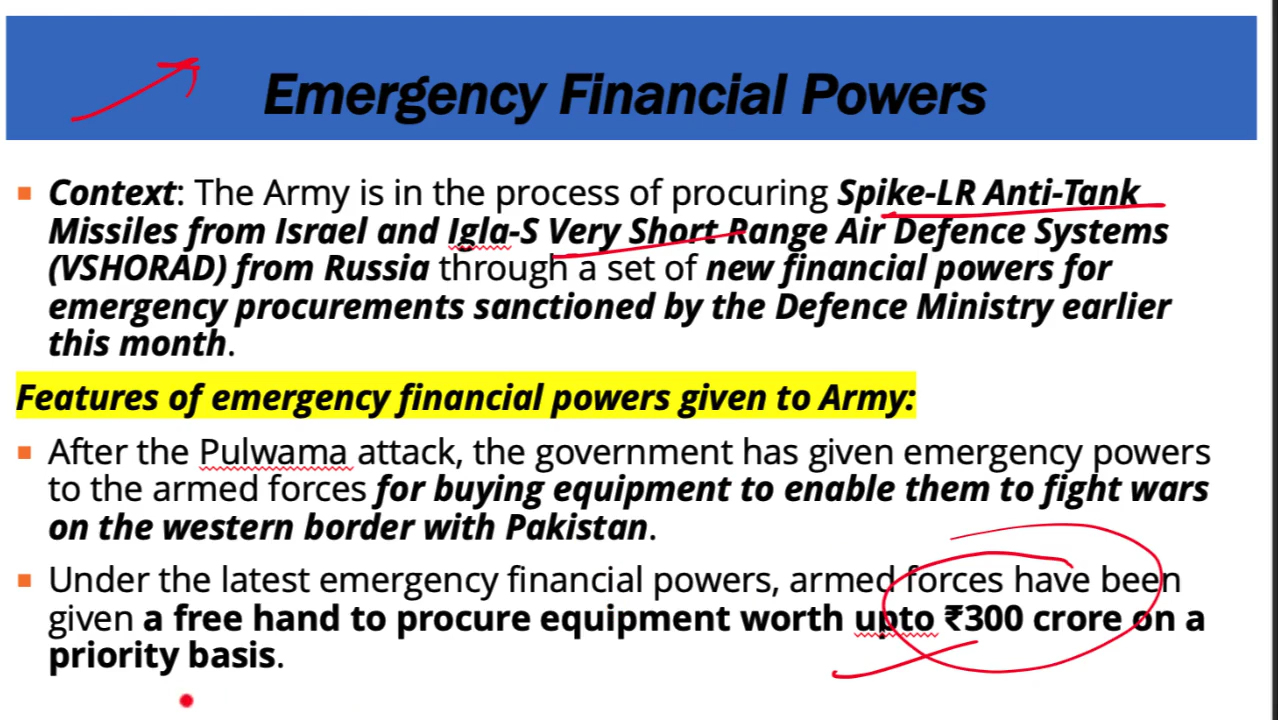 Emergency Financial Powers
Context: The Army is in the process of procuring Spike-LR Anti-Tank
Missiles from Israel and Igla-S Very Short Range Air Defence Systems
(VSHORAD) from Russia through a set of new financial powers for
emergency procurements sanctioned by the Defence Ministry earlier
this month.
Features of emergency financial powers given to Army:
After the Pulwama attack, the government has given emergency powers
to the armed forces for buying equipment to enable them to fight wars
on the western border with Pakistan.
Under the latest emergency financial powers, armed forces have been
given a free hand to procure equipment worth upto ₹300 crore on a
priority basis.